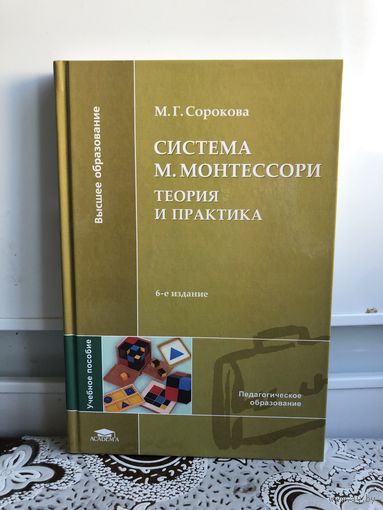 М. Г. Сорокова
СИСТЕМА
М. МОНТЕССОРИ
ТЕОРИЯ
И ПРАКТИКА
6-е издание
Высшее образование
Учебное пособие
Педагогическое
образование
ACADEMA